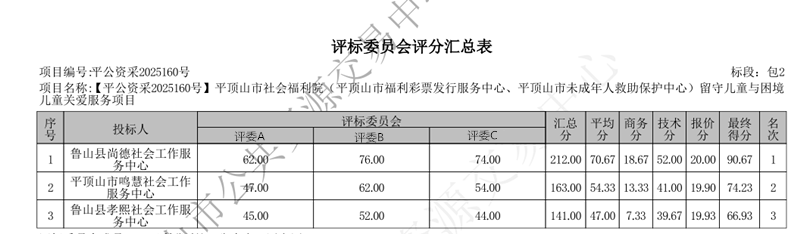 评标委员会评分汇总表
项目编号:平公资采2025160号 标段：包2
项目名称:【平公资采2025160号】平顶山市社会福利院（平顶山市福利彩票发行服务中心、平顶山市未成年人救助保护中心）留守儿童与困境
儿童关爱服务项目
序号 投标人 评标委员会 汇总分 平均分 商务分 技术分 报价分 最终得分 名次
评委A 评委B 评委C
1 鲁山县尚德社会工作服务中心 62.00 76.00 74.00 212.00 70.67 18.67 52.00 20.00 90.67 1
2 平顶山市鸣慧社会工作服务中心 47.00 62.00 54.00 163.00 54.33 13.33 41.00 19.90 74.23 2
3 鲁山县孝熙社会工作服务中心 45.00 52.00 44.00 141.00 47.00 7.33 39.67 19.93 66.93 3